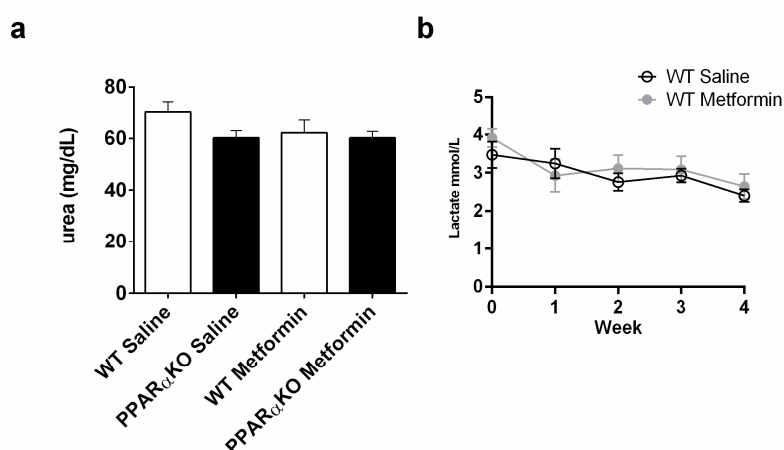 a
urea (mg/dL)
80
60
40
20
0
WT Saline
PPARαKO Saline
WT Metformin
PPARαKO Metformin
b
WT Saline
WT Metformin
Lactate mmol/L
5
4
3
2
1
0
0 1 2 3 4
Week